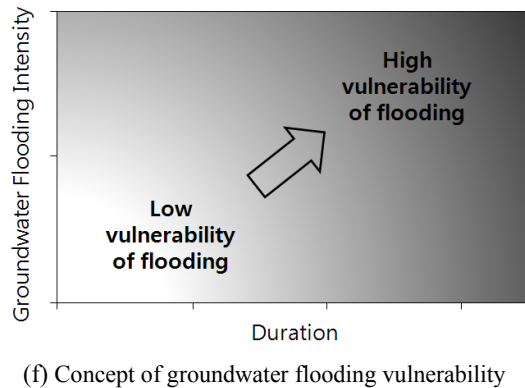 Groundwater Flooding Intensity
High
vulnerability
of flooding
Low
vulnerability
of flooding
Duration
(f) Concept of groundwater flooding vulnerability